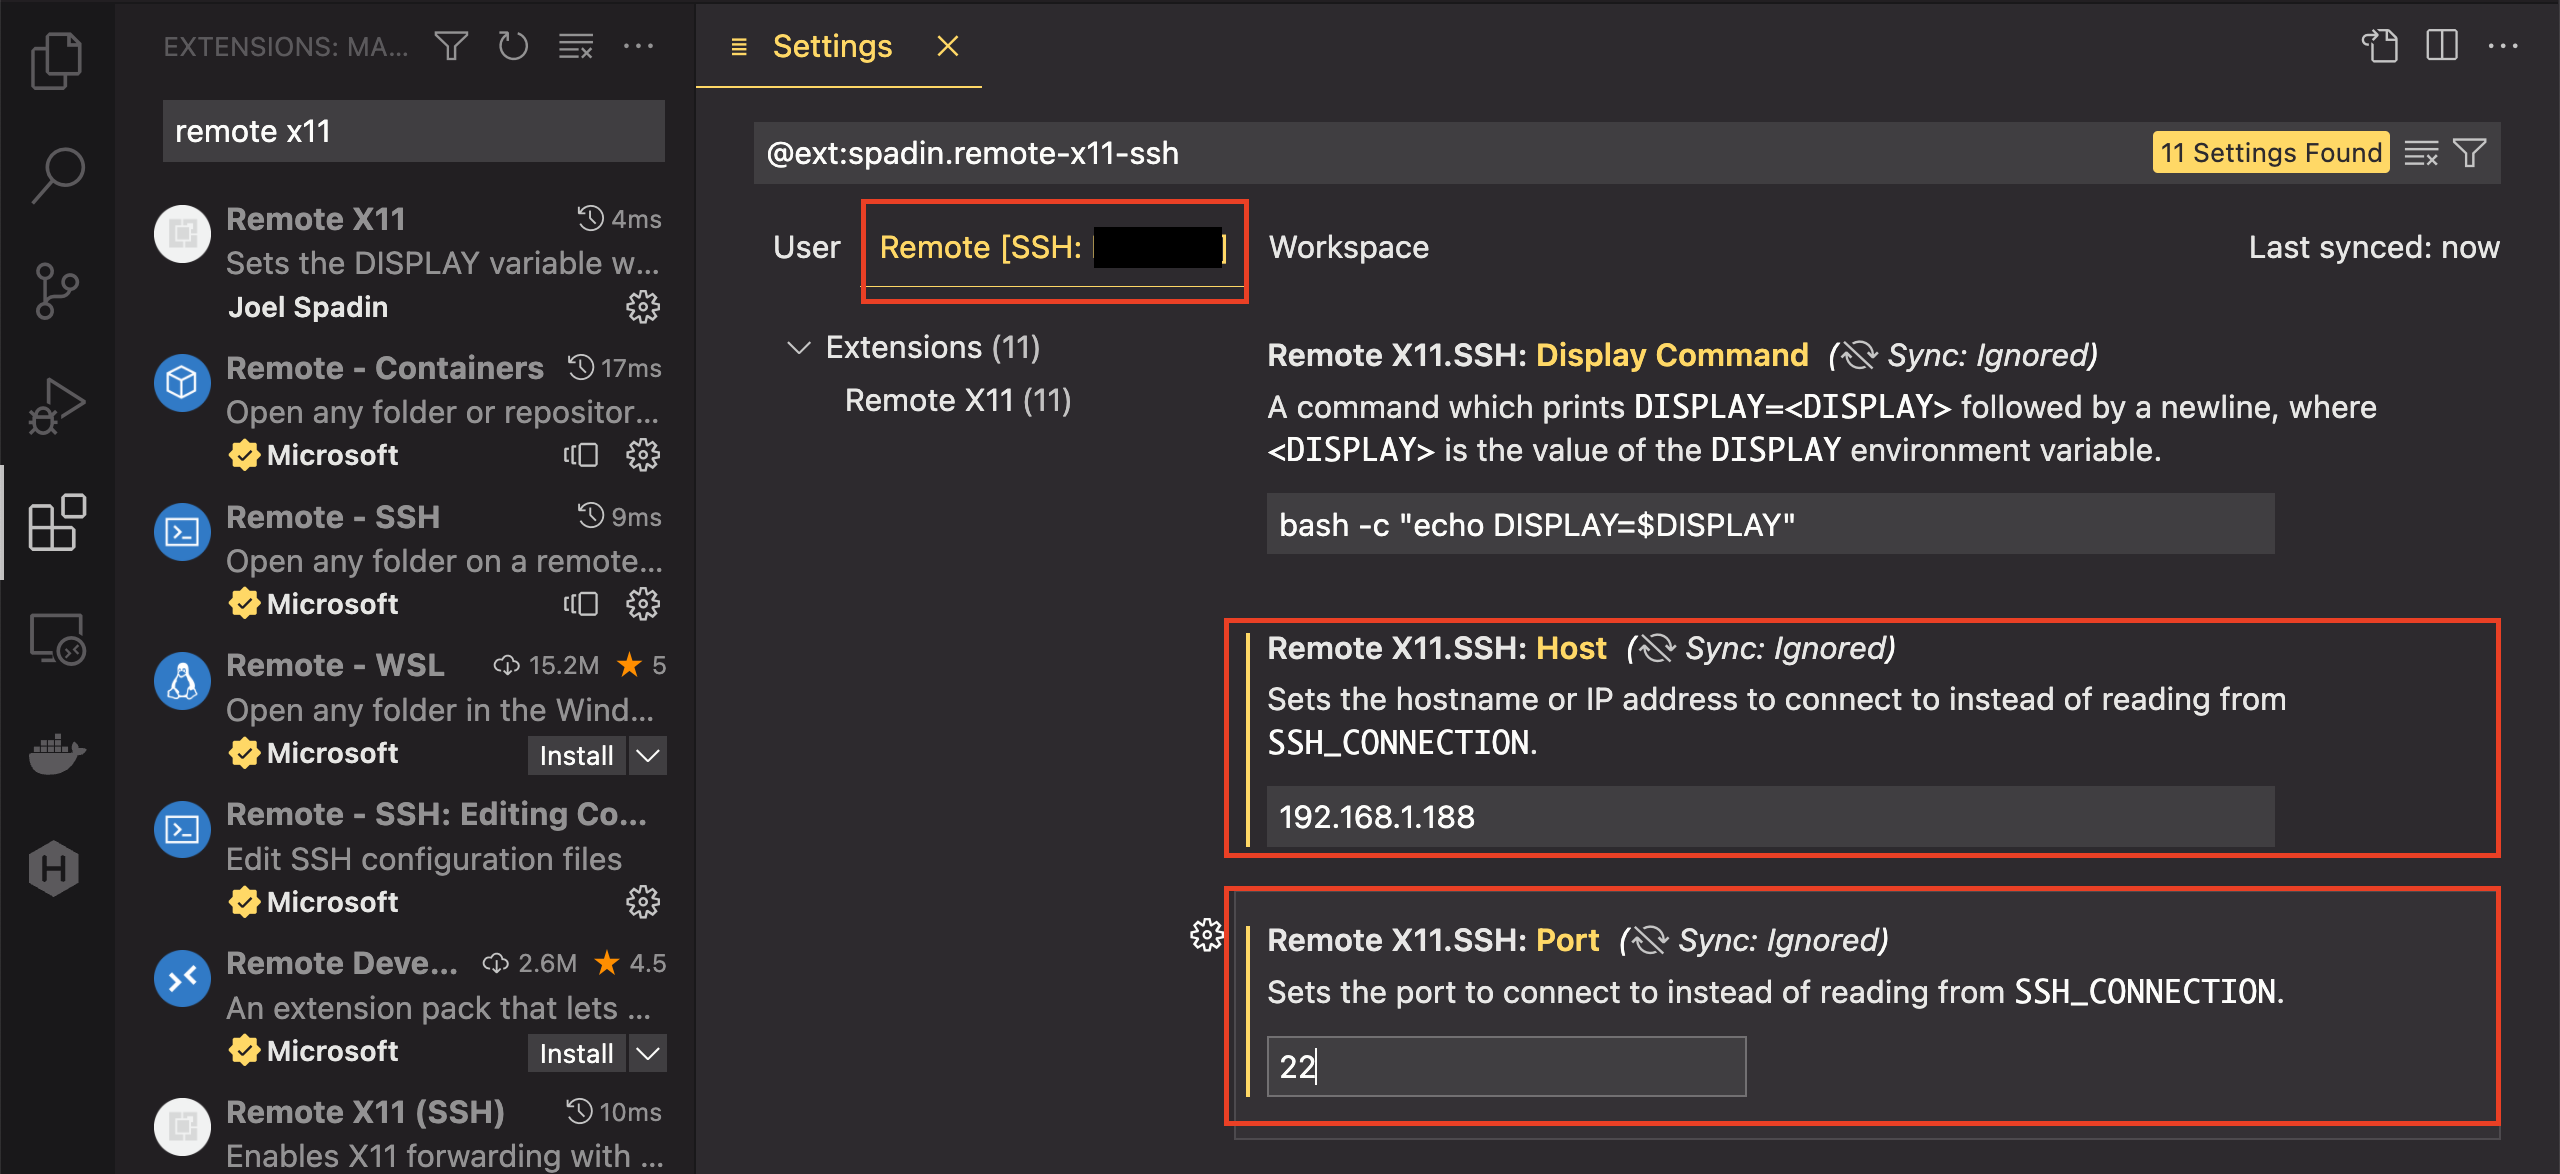 EXTENSIONS: MA...
remote x11
Remote X11 4ms
Sets the DISPLAY variable w...
Joel Spadin
Remote - Containers 17ms
Open any folder or repositor...
Microsoft
Remote - SSH 9ms
Open any folder on a remote...
Microsoft
Remote - WSL 15.2M 5
Open any folder in the Wind...
Microsoft Install
Remote - SSH: Editing Co...
Edit SSH configuration files
Microsoft
Remote Deve... 2.6M 4.5
An extension pack that lets ...
Microsoft Install
Remote X11 (SSH) 10ms
Enables X11 forwarding with ...
H
Settings
@ext:spadin.remote-x11-ssh 11 Settings Found
User Remote [SSH: ] Workspace Last synced: now
Extensions (11)
Remote X11 (11)
Remote X11.SSH: Display Command (Sync: Ignored)
A command which prints DISPLAY=<DISPLAY> followed by a newline, where
<DISPLAY> is the value of the DISPLAY environment variable.
bash -c "echo DISPLAY=$DISPLAY"
Remote X11.SSH: Host (Sync: Ignored)
Sets the hostname or IP address to connect to instead of reading from
SSH_CONNECTION.
192.168.1.188
Remote X11.SSH: Port (Sync: Ignored)
Sets the port to connect to instead of reading from SSH_CONNECTION.
22